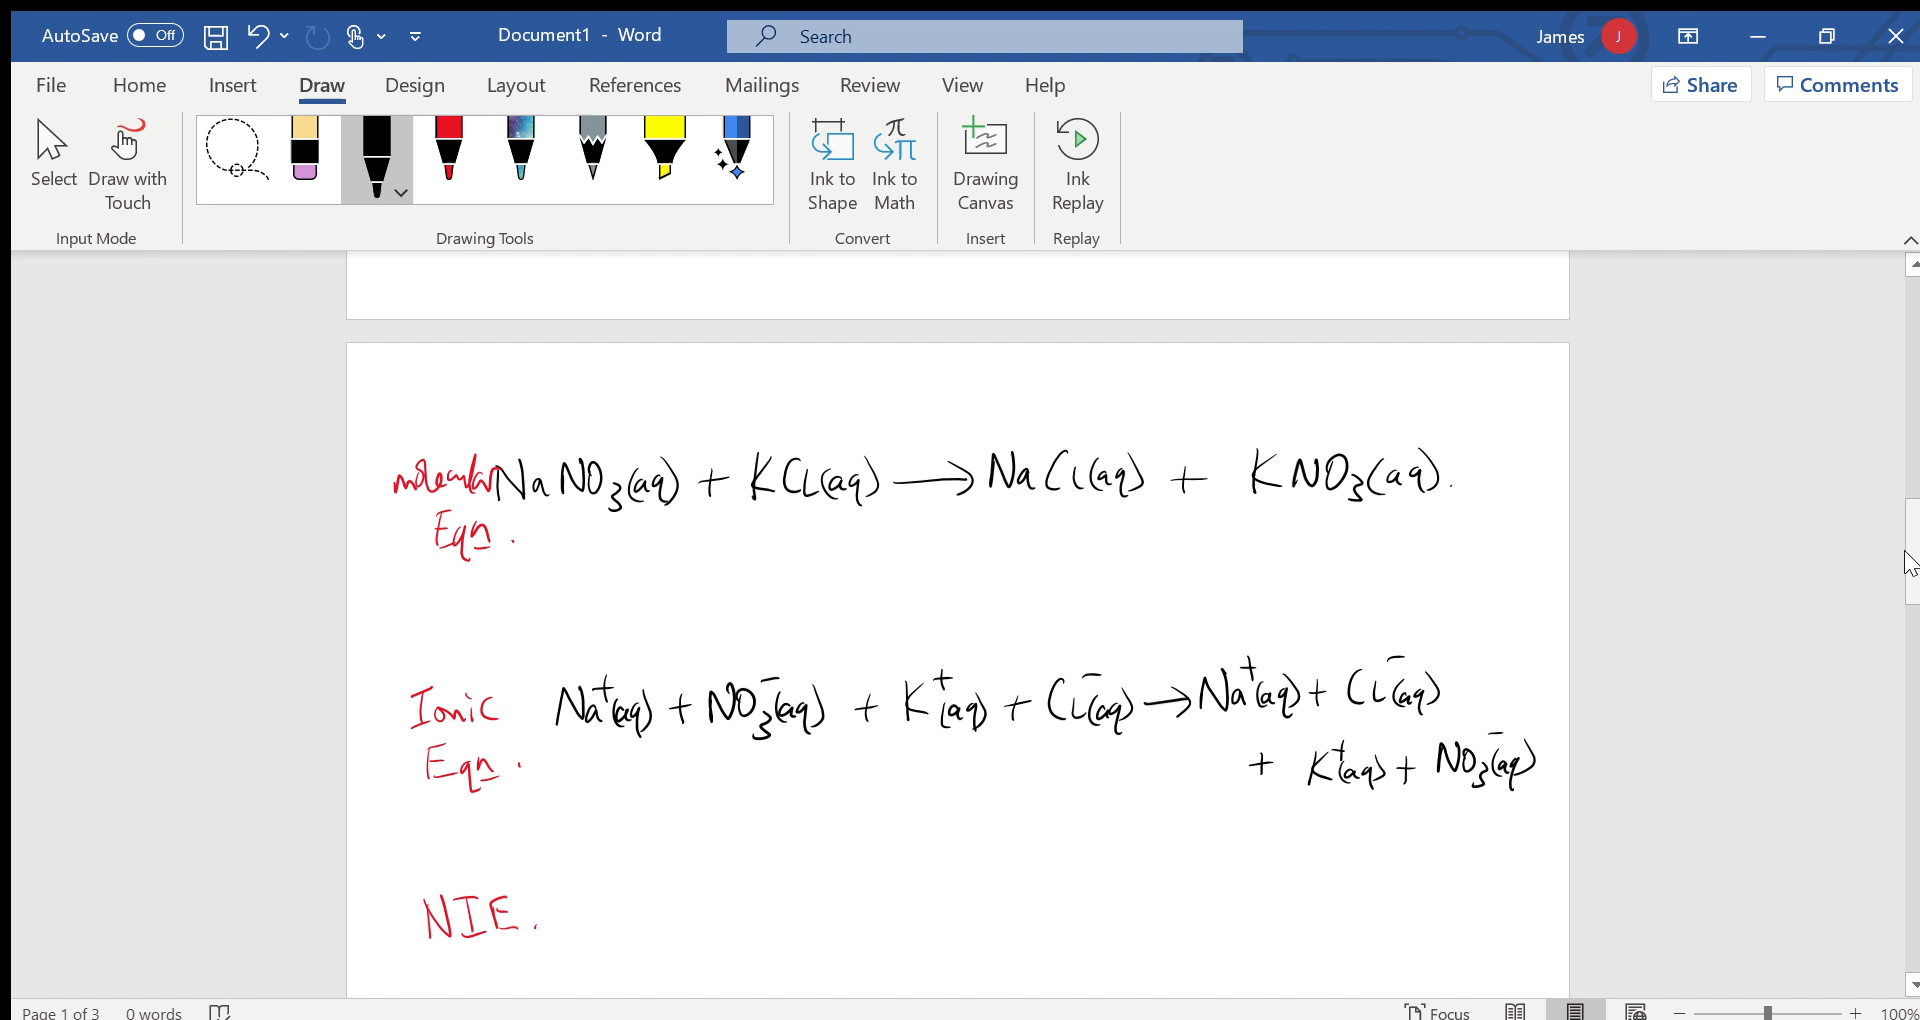 AutoSave Off Document1 - Word Search James J
File Home Insert Draw Design Layout References Mailings Review View Help Share Comments
Select Draw with Touch Ink to Shape Ink to Math Drawing Canvas Ink Replay
Input Mode Drawing Tools Convert Insert Replay
molecular NaNO₃(aq) + KCl(aq) → NaCl(aq) + KNO₃(aq).
Eqn.
Ionic Na⁺(aq) + NO₃⁻(aq) + K⁺(aq) + Cl⁻(aq) → Na⁺(aq) + Cl⁻(aq)
Eqn. + K⁺(aq) + NO₃⁻(aq)
NIE.
Page 1 of 3 0 words Focus 100%